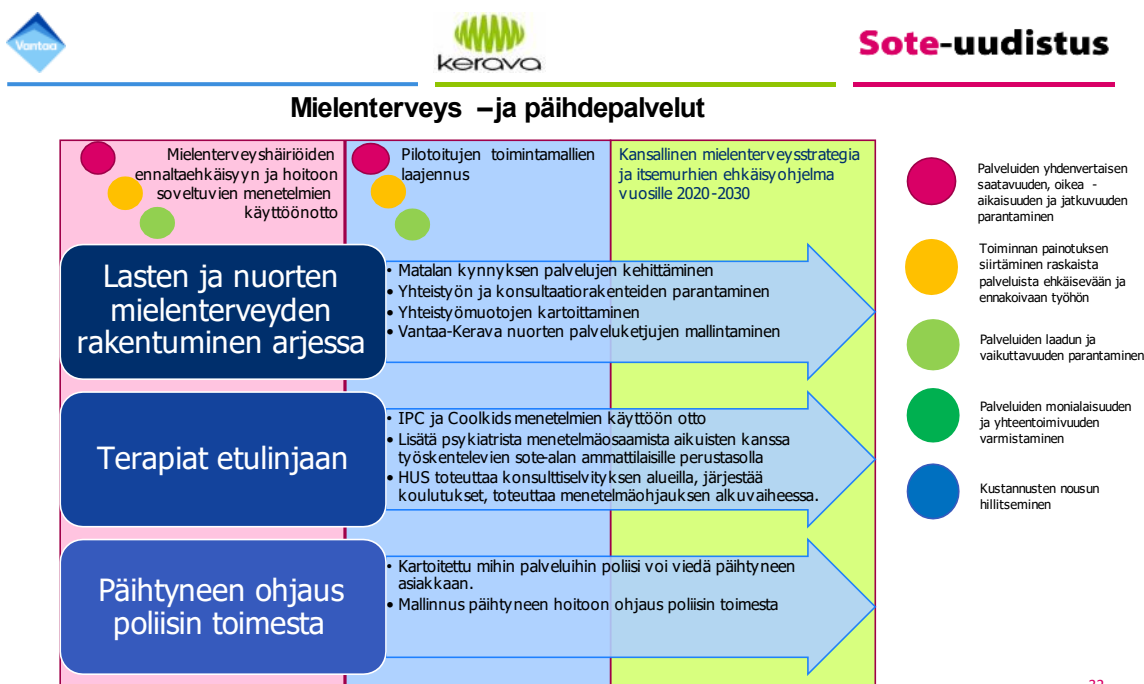 Vantaa
kerava
Sote-uudistus
Mielenterveys –ja päihdepalvelut
Mielenterveyshäiriöiden
ennaltaehkäisyyn ja hoitoon
soveltuvien menetelmien
käyttöönotto
Pilotoitujen toimintamallien
laajennus
Kansallinen mielenterveysstrategia
ja itsemurhien ehkäisyohjelma
vuosille 2020-2030
Lasten ja nuorten
mielenterveyden
rakentuminen arjessa
• Matalan kynnyksen palvelujen kehittäminen
• Yhteistyön ja konsultaatiorakenteiden parantaminen
• Yhteistyömuotojen kartoittaminen
• Vantaa-Kerava nuorten palveluketjujen mallintaminen
Terapiat etulinjaan
• IPC ja Coolkids menetelmien käyttöön otto
• Lisätä psykiatrista menetelmäosaamista aikuisten kanssa
työskentelevien sote-alan ammattilaisille perustasolla
• HUS toteuttaa konsulttiselvityksen alueilla, järjestää
koulutukset, toteuttaa menetelmäohjauksen alkuvaiheessa.
Päihtyneen ohjaus
poliisin toimesta
• Kartoitettu mihin palveluihin poliisi voi viedä päihtyneen
asiakkaan.
• Mallinnus päihtyneen hoitoon ohjaus poliisin toimesta
Palveluiden yhdenvertaisen
saatavuuden, oikea -
aikaisuuden ja jatkuvuuden
parantaminen
Toiminnan painotuksen
siirtäminen raskaista
palveluista ehkäisevään ja
ennakoivaan työhön
Palveluiden laadun ja
vaikuttavuuden parantaminen
Palveluiden monialaisuuden
ja yhteentoimivuuden
varmistaminen
Kustannusten nousun
hillitseminen